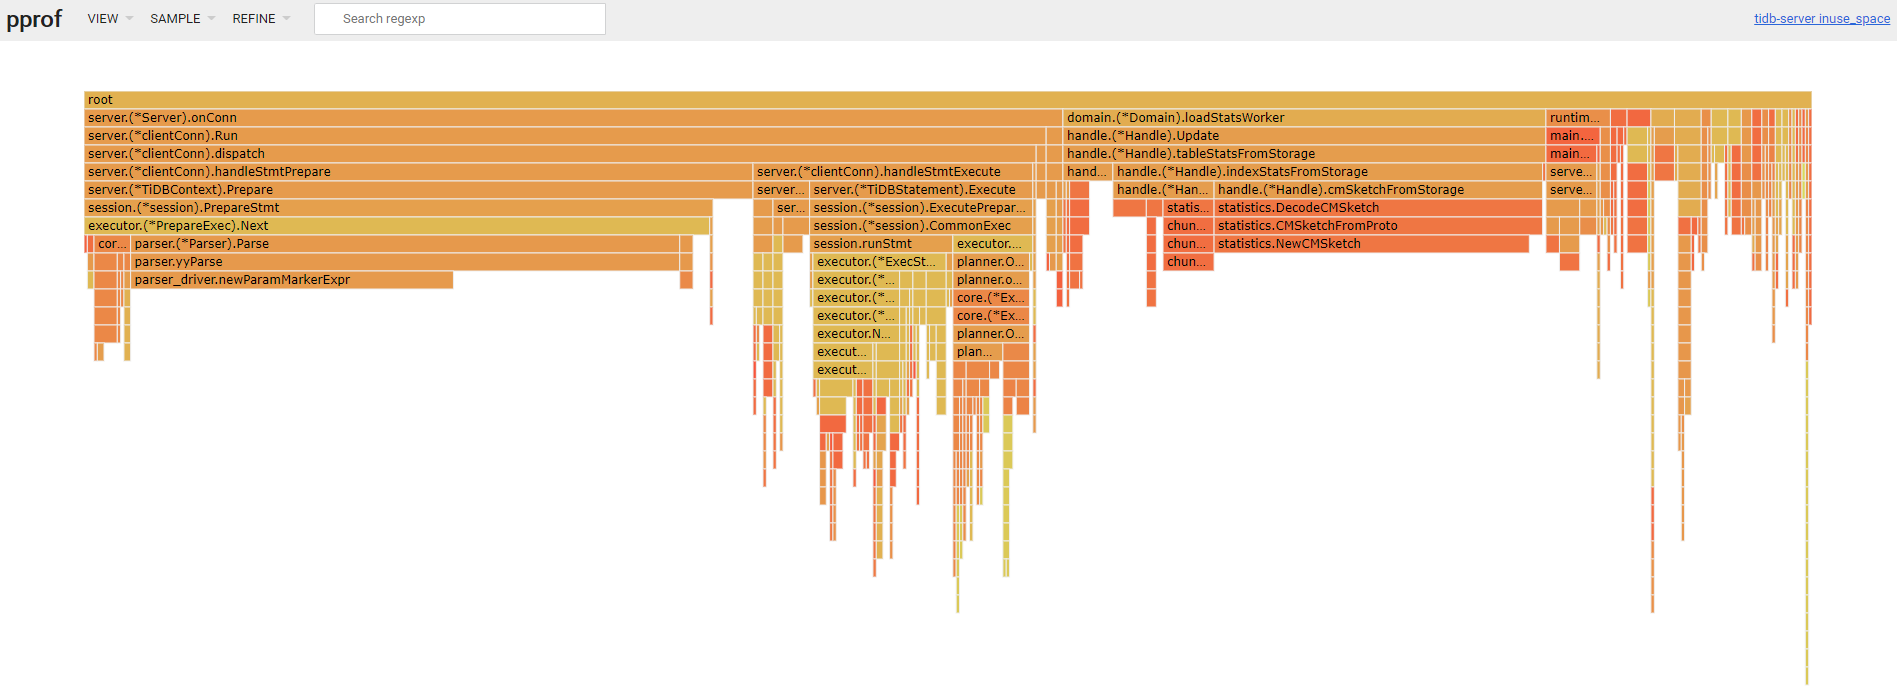 pprof VIEW SAMPLE REFINE Search regexp tidb-server inuse_space
root
server.(*Server).onConn domain.(*Domain).loadStatsWorker runtim...
server.(*clientConn).Run handle.(*Handle).Update main....
server.(*clientConn).dispatch handle.(*Handle).tableStatsFromStorage main...
server.(*clientConn).handleStmtPrepare server.(*clientConn).handleStmtExecute hand... handle.(*Handle).indexStatsFromStorage serve...
server.(*TiDBContext).Prepare server... server.(*TiDBStatement).Execute handle.(*Han... handle.(*Handle).cmSketchFromStorage serve...
session.(*session).PrepareStmt ser... session.(*session).ExecutePrepar... statis... statistics.DecodeCMSketch
executor.(*PrepareExec).Next session.(*session).CommonExec chun... statistics.CMSketchFromProto
cor... parser.(*Parser).Parse session.runStmt executor.... chun... statistics.NewCMSketch
parser.yyParse executor.(*ExecSt... planner.O... chun...
parser_driver.newParamMarkerExpr executor.(*... planner.o...
executor.(*... core.(*Ex...
executor.(*... core.(*Ex...
executor.N... planner.O...
execut... plan...
execut...